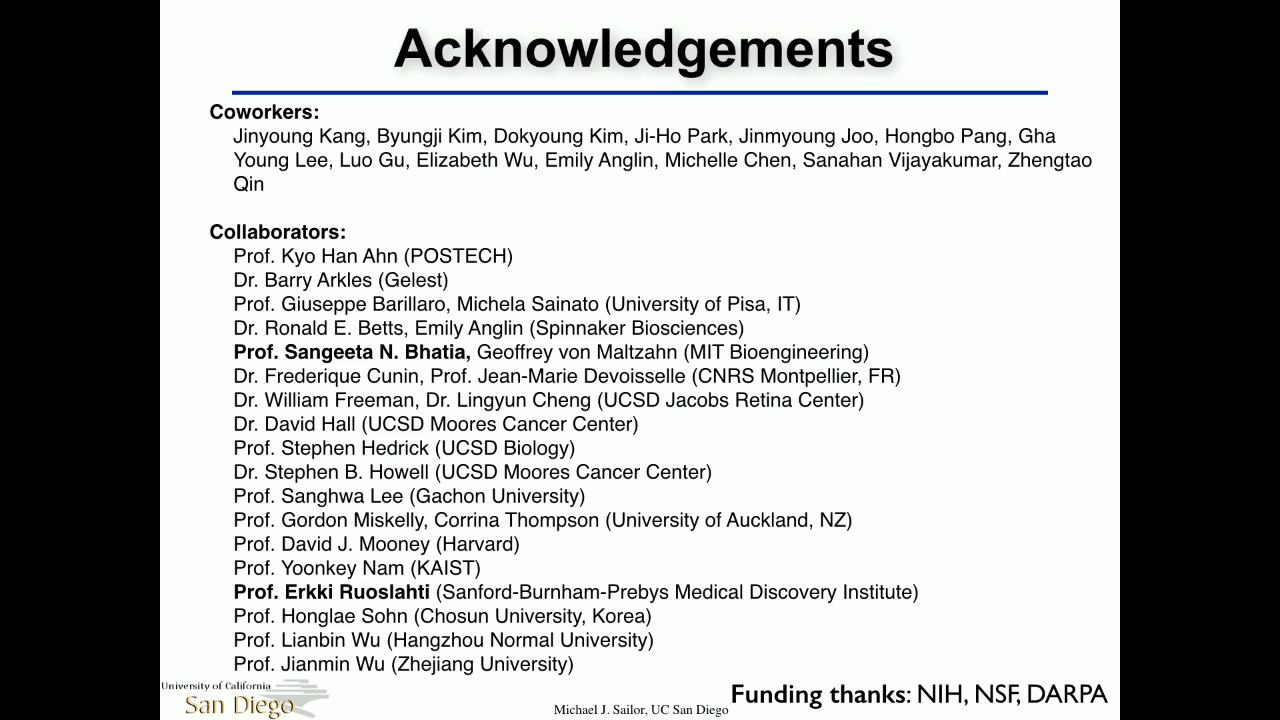 Acknowledgements
Coworkers:
Jinyoung Kang, Byungji Kim, Dokyoung Kim, Ji-Ho Park, Jinmyoung Joo, Hongbo Pang, Gha
Young Lee, Luo Gu, Elizabeth Wu, Emily Anglin, Michelle Chen, Sanahan Vijayakumar, Zhengtao
Qin
Collaborators:
Prof. Kyo Han Ahn (POSTECH)
Dr. Barry Arkles (Gelest)
Prof. Giuseppe Barillaro, Michela Sainato (University of Pisa, IT)
Dr. Ronald E. Betts, Emily Anglin (Spinnaker Biosciences)
Prof. Sangeeta N. Bhatia, Geoffrey von Maltzahn (MIT Bioengineering)
Dr. Frederique Cunin, Prof. Jean-Marie Devoisselle (CNRS Montpellier, FR)
Dr. William Freeman, Dr. Lingyun Cheng (UCSD Jacobs Retina Center)
Dr. David Hall (UCSD Moores Cancer Center)
Prof. Stephen Hedrick (UCSD Biology)
Dr. Stephen B. Howell (UCSD Moores Cancer Center)
Prof. Sanghwa Lee (Gachon University)
Prof. Gordon Miskelly, Corrina Thompson (University of Auckland, NZ)
Prof. David J. Mooney (Harvard)
Prof. Yoonkey Nam (KAIST)
Prof. Erkki Ruoslahti (Sanford-Burnham-Prebys Medical Discovery Institute)
Prof. Honglae Sohn (Chosun University, Korea)
Prof. Lianbin Wu (Hangzhou Normal University)
Prof. Jianmin Wu (Zhejiang University)
University of California
San Diego
Michael J. Sailor, UC San Diego
Funding thanks: NIH, NSF, DARPA